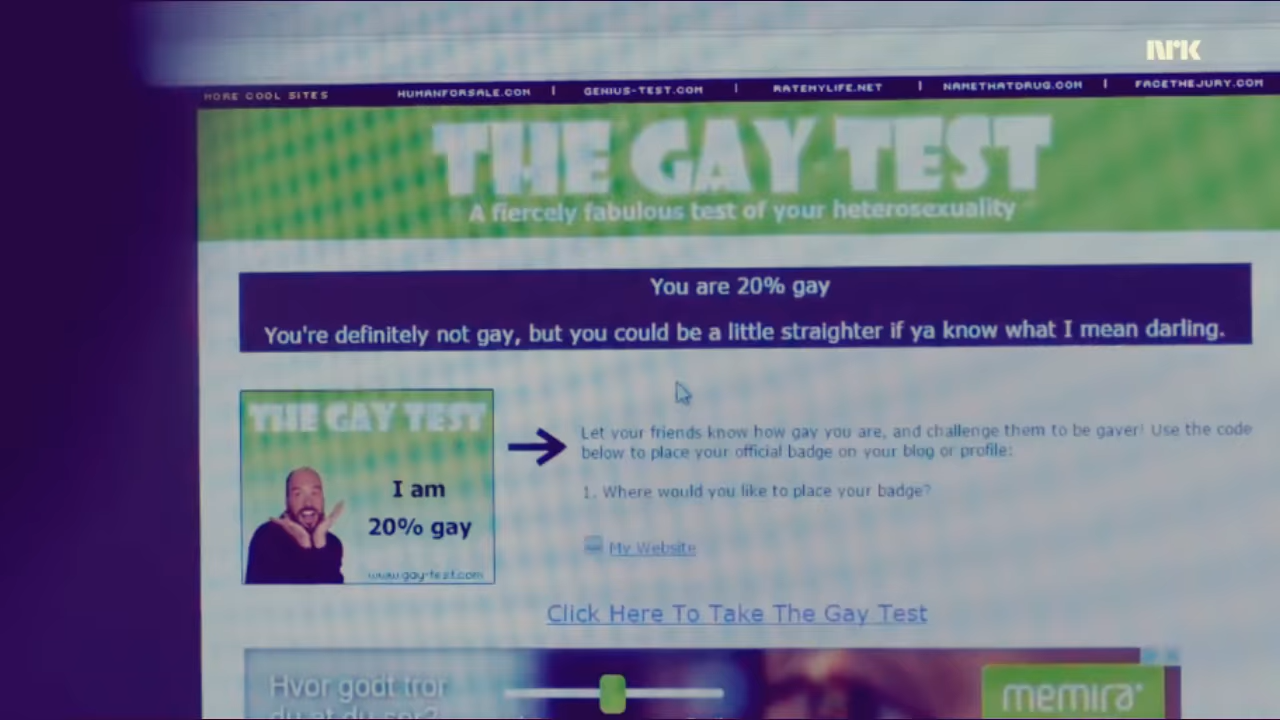 nrk
MORE COOL SITES HUMANFORSALE.COM | GENIUS-TEST.COM | RATEMYLIFE.NET | NAMETHATDRUG.COM | FACETHEJURY.COM
THE GAY TEST
A fiercely fabulous test of your heterosexuality
You are 20% gay
You're definitely not gay, but you could be a little straighter if ya know what I mean darling.
THE GAY TEST
I am
20% gay
www.gay-test.com
Let your friends know how gay you are, and challenge them to be gayer! Use the code
below to place your official badge on your blog or profile:
1. Where would you like to place your badge?
My Website
Click Here To Take The Gay Test
Hvor godt tror
du at du ser?
memira